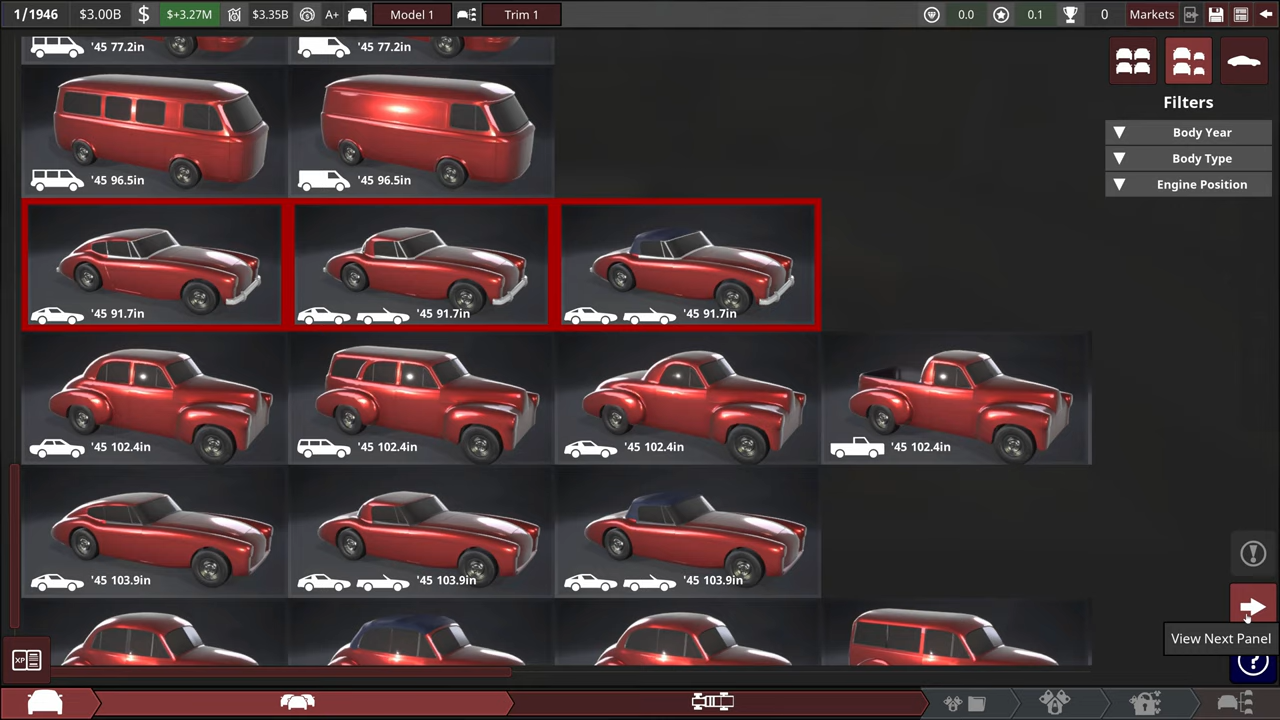 1/1946 $3.00B $ $+3.27M $3.35B A+ Model 1 Trim 1 0.0 0.1 0 Markets
'45 77.2in '45 77.2in
'45 96.5in '45 96.5in
'45 91.7in '45 91.7in '45 91.7in
'45 102.4in '45 102.4in '45 102.4in '45 102.4in
'45 103.9in '45 103.9in '45 103.9in
Filters
Body Year
Body Type
Engine Position
View Next Panel
XP
?